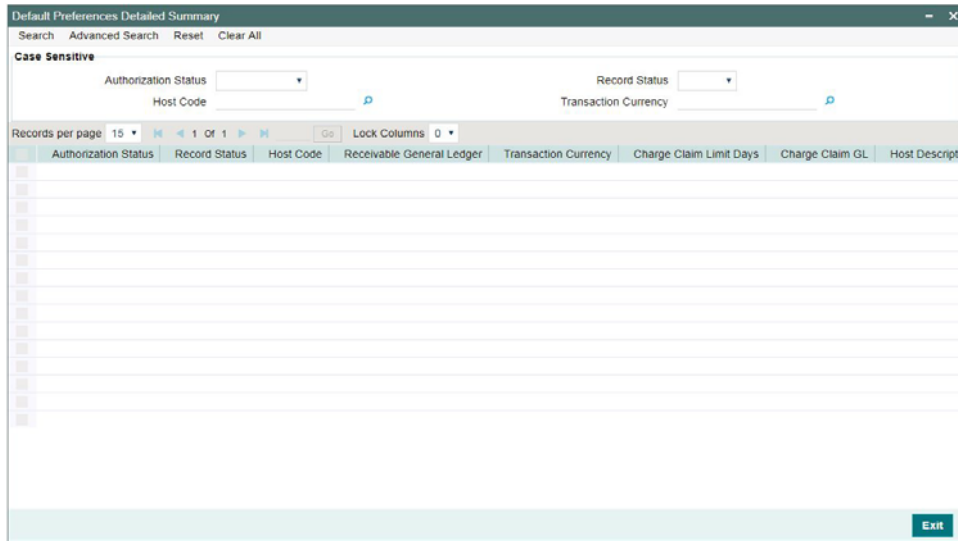 Default Preferences Detailed Summary
Search Advanced Search Reset Clear All
Case Sensitive
Authorization Status Record Status
Host Code Transaction Currency
Records per page 15 1 Of 1 Go Lock Columns 0
Authorization Status Record Status Host Code Receivable General Ledger Transaction Currency Charge Claim Limit Days Charge Claim GL Host Descript
Exit